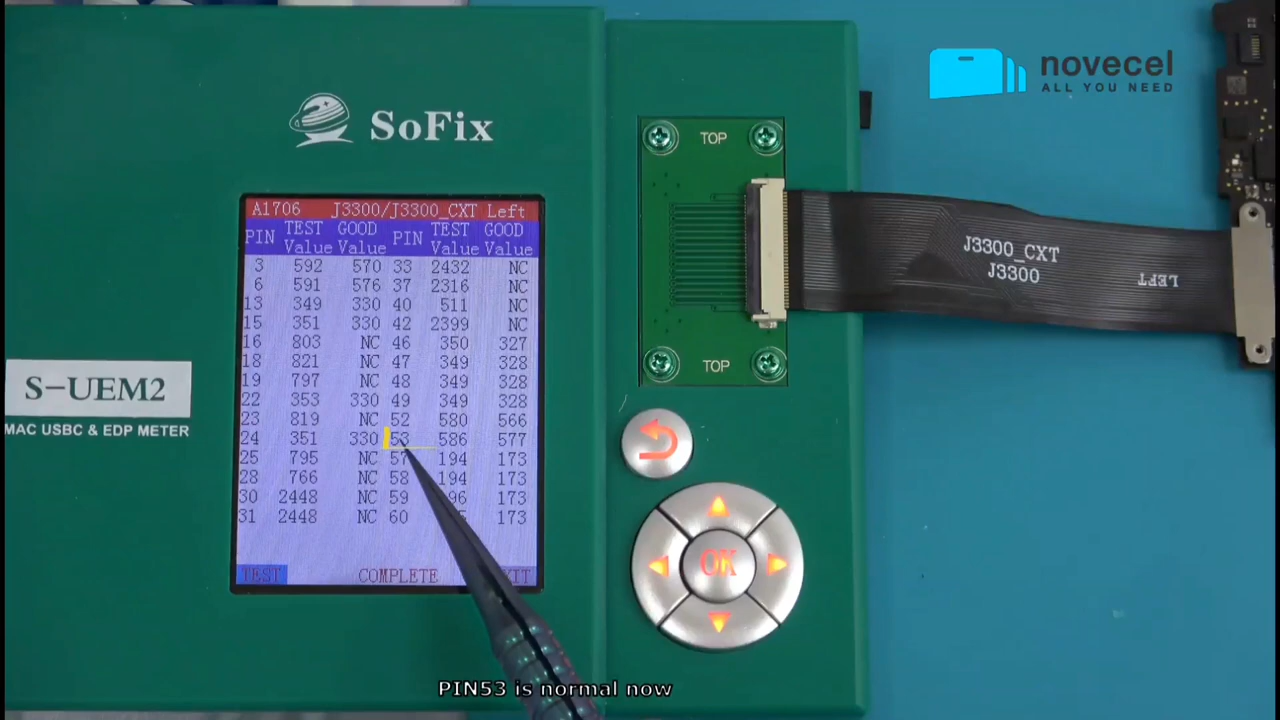 novecel
ALL YOU NEED
SoFix
TOP
A1706 J3300/J3300_CXT Left
PIN TEST Value GOOD Value PIN TEST Value GOOD Value
3 592 570 33 2432 NC
6 591 576 37 2316 NC
13 349 330 40 511 NC
15 351 330 42 2399 NC
16 803 NC 46 350 327
18 821 NC 47 349 328
19 797 NC 48 349 328
22 353 330 49 349 328
23 819 NC 52 580 566
24 351 330 53 586 577
25 795 NC 57 194 173
28 766 NC 58 194 173
30 2448 NC 59 173
31 2448 NC 60 173
TEST COMPLETE
J3300_CXT
J3300
LEFT
TOP
S-UEM2
MAC USBC & EDP METER
OK
PIN53 is normal now